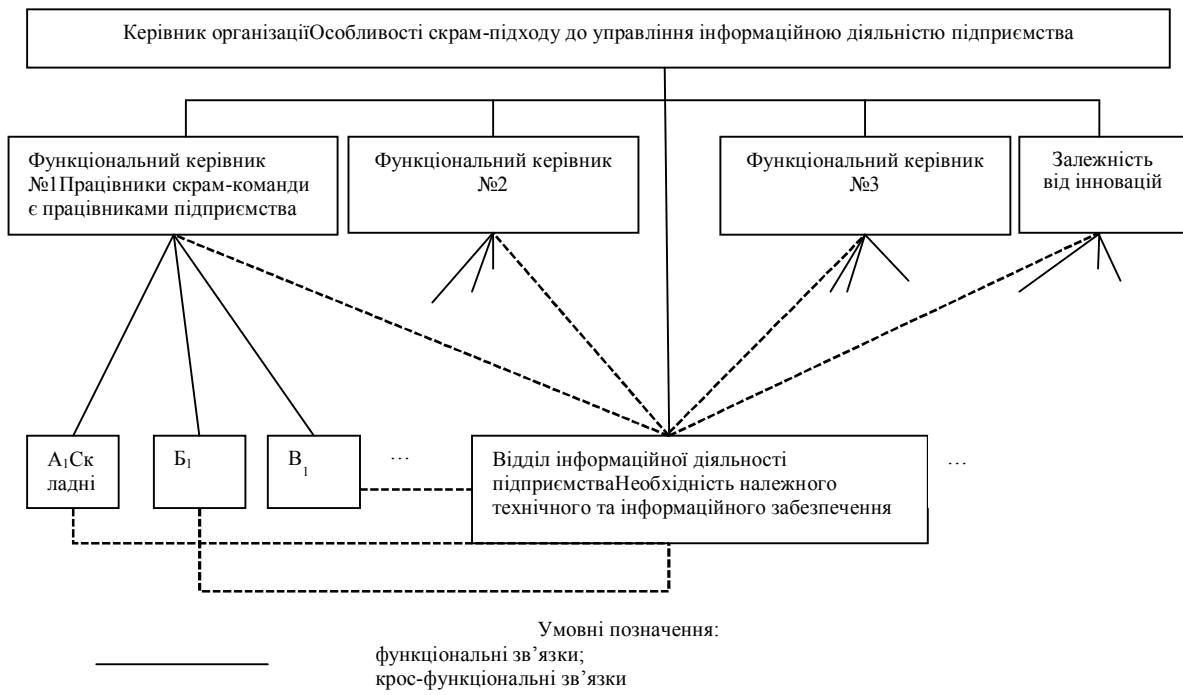 Керівник організаціїОсобливості скрам-підходу до управління інформаційною діяльністю підприємства
Функціональний керівник
№1Працівники скрам-команди
є працівниками підприємства
Функціональний керівник
№2
Функціональний керівник
№3
Залежність
від інновацій
А₁Ск
ладні
Б₁
В₁
…
Відділ інформаційної діяльності
підприємстваНеобхідність належного
технічного та інформаційного забезпечення
…
Умовні позначення:
функціональні зв’язки;
крос-функціональні зв’язки